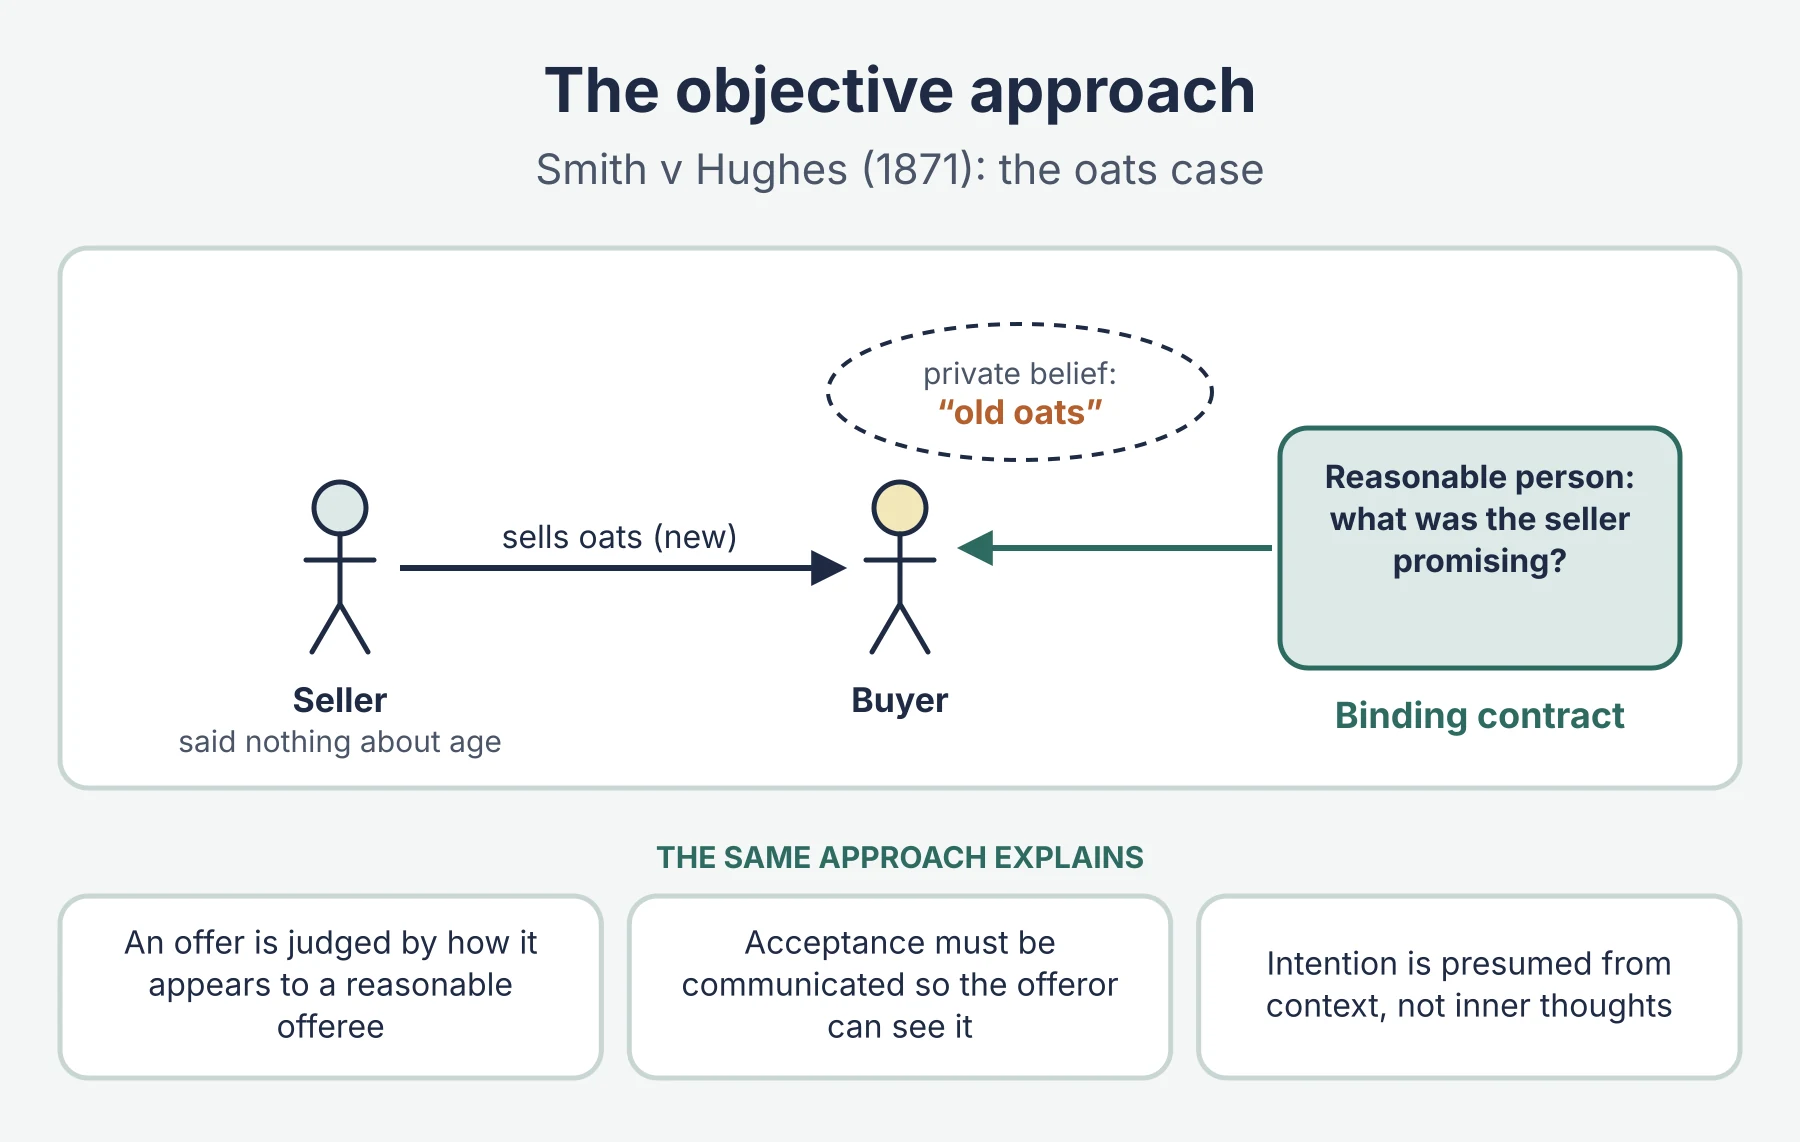 The objective approach
Smith v Hughes (1871): the oats case
private belief:
“old oats”
sells oats (new)
Reasonable person:
what was the seller
promising?
Seller
said nothing about age
Buyer
Binding contract
THE SAME APPROACH EXPLAINS
An offer is judged by how it
appears to a reasonable
offeree
Acceptance must be
communicated so the offeror
can see it
Intention is presumed from
context, not inner thoughts